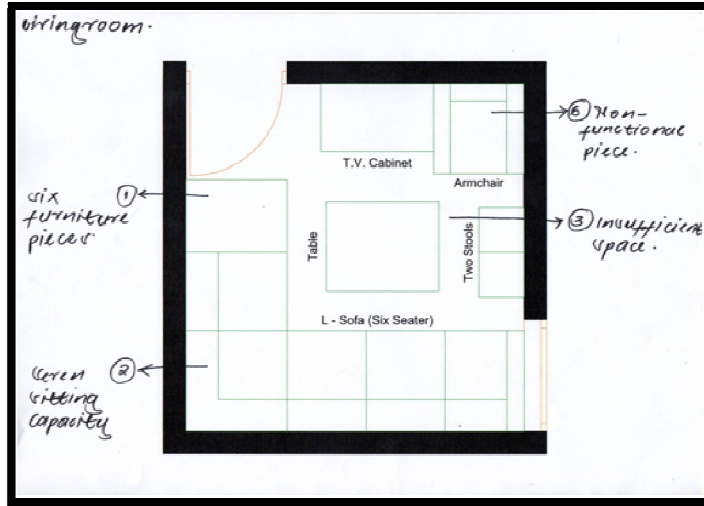 Livingroom.
① six furniture pieces
② seven sitting capacity
T.V. Cabinet
Armchair
Table
Two Stools
L - Sofa (Six Seater)
⑤ Non-functional piece.
③ Insufficient space.